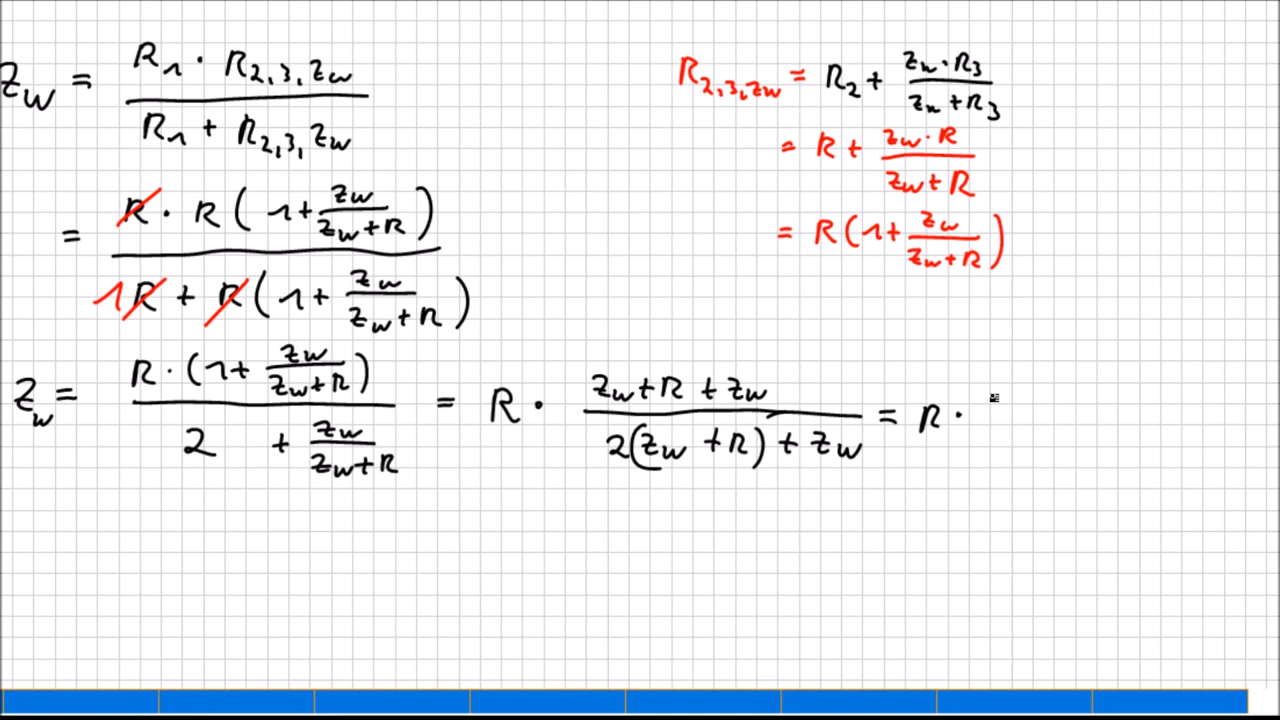 Z_W = (R_1 · R_{2,3,Z_W}) / (R_1 + R_{2,3,Z_W})
= (R · R (1 + Z_W / (Z_W + R))) / (1R + R (1 + Z_W / (Z_W + R)))
Z_W = (R · (1 + Z_W / (Z_W + R))) / (2 + Z_W / (Z_W + R)) = R · (Z_W + R + Z_W) / (2(Z_W + R) + Z_W) = R ·
R_{2,3,Z_W} = R_2 + (Z_W · R_3) / (Z_W + R_3)
= R + (Z_W · R) / (Z_W + R)
= R (1 + Z_W / (Z_W + R))